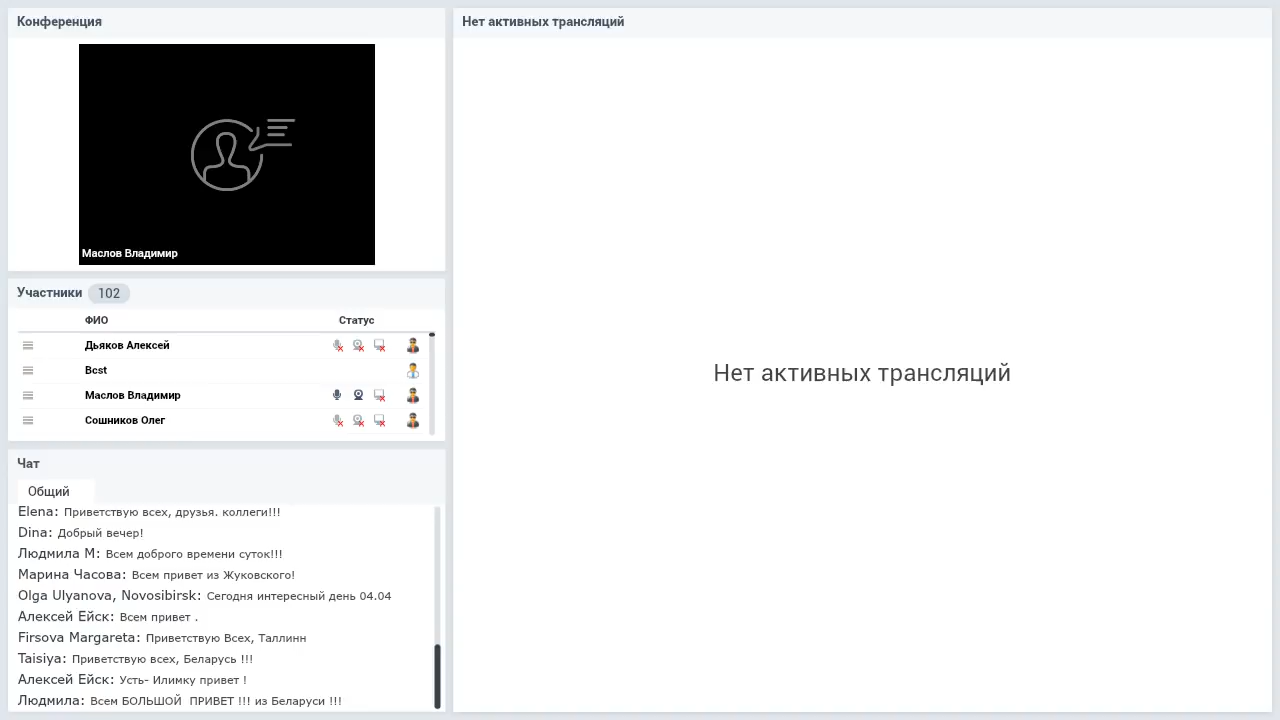 Конференция
Маслов Владимир
Участники 102
ФИО Статус
Дьяков Алексей
Bcst
Маслов Владимир
Сошников Олег
Чат
Общий
Elena: Приветствую всех, друзья. коллеги!!!
Dina: Добрый вечер!
Людмила М: Всем доброго времени суток!!!
Марина Часова: Всем привет из Жуковского!
Olga Ulyanova, Novosibirsk: Сегодня интересный день 04.04
Алексей Ейск: Всем привет .
Firsova Margareta: Приветствую Всех, Таллинн
Taisiya: Приветствую всех, Беларусь !!!
Алексей Ейск: Усть- Илимку привет !
Людмила: Всем БОЛЬШОЙ  ПРИВЕТ !!! из Беларуси !!!
Нет активных трансляций
Нет активных трансляций